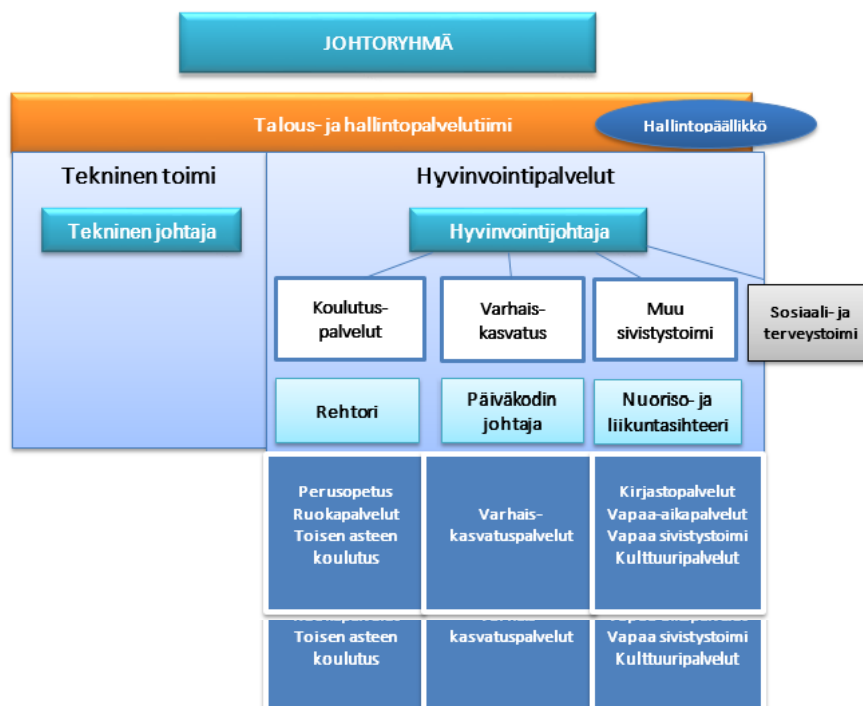 JOHTORYHMÄ
Talous- ja hallintopalvelutiimi
Hallintopäällikkö
Tekninen toimi
Hyvinvointipalvelut
Tekninen johtaja
Hyvinvointijohtaja
Koulutus-
palvelut
Varhais-
kasvatus
Muu
sivistystoimi
Sosiaali- ja
terveystoimi
Rehtori
Päiväkodin
johtaja
Nuoriso- ja
liikuntasihteeri
Perusopetus
Ruokapalvelut
Toisen asteen
koulutus
Varhais-
kasvatuspalvelut
Kirjastopalvelut
Vapaa-aikapalvelut
Vapaa sivistystoimi
Kulttuuripalvelut
Toisen asteen
koulutus
kasvatuspalvelut
Vapaa sivistystoimi
Kulttuuripalvelut